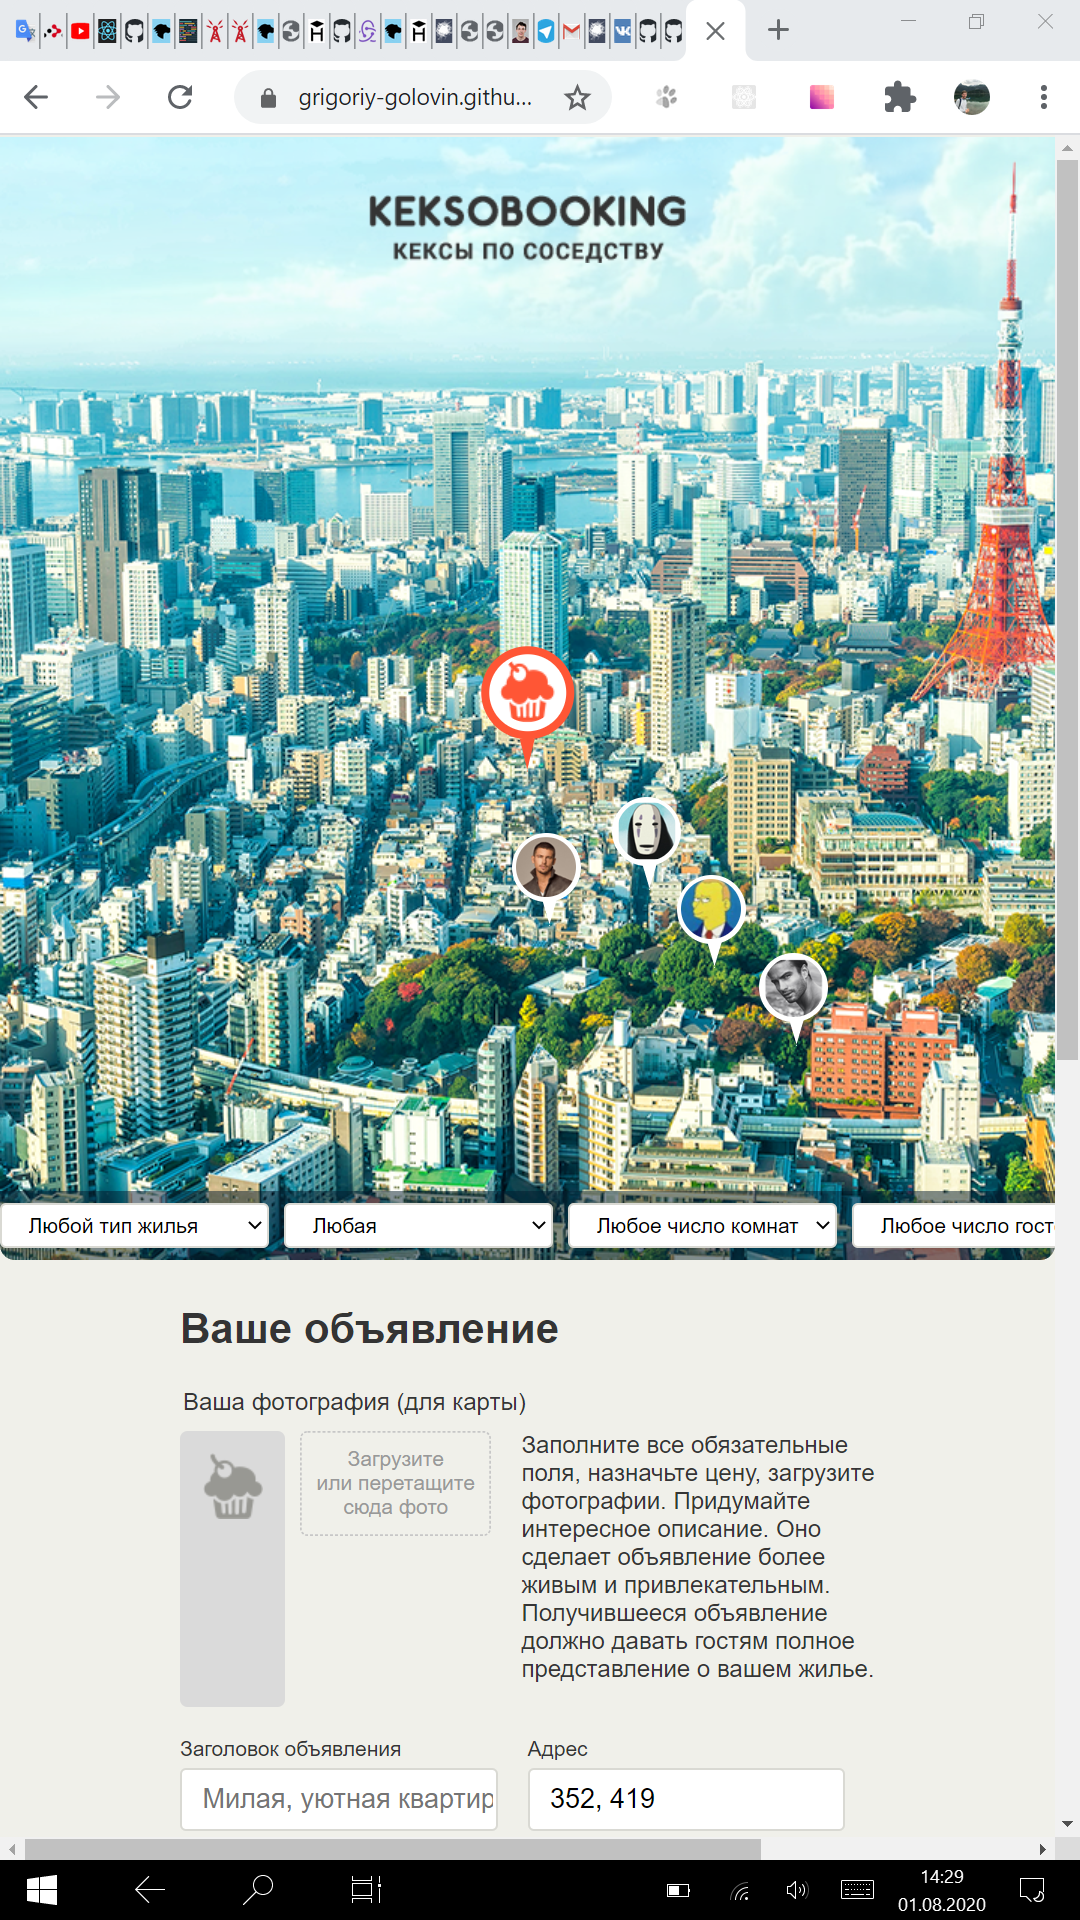 grigoriy-golovin.githu...
KEKSOBOOKING
КЕКСЫ ПО СОСЕДСТВУ
Любой тип жилья
Любая
Любое число комнат
Любое число гост
Ваше объявление
Ваша фотография (для карты)
Загрузите
или перетащите
сюда фото
Заполните все обязательные
поля, назначьте цену, загрузите
фотографии. Придумайте
интересное описание. Оно
сделает объявление более
живым и привлекательным.
Получившееся объявление
должно давать гостям полное
представление о вашем жилье.
Заголовок объявления
Адрес
Милая, уютная квартир
352, 419
14:29
01.08.2020